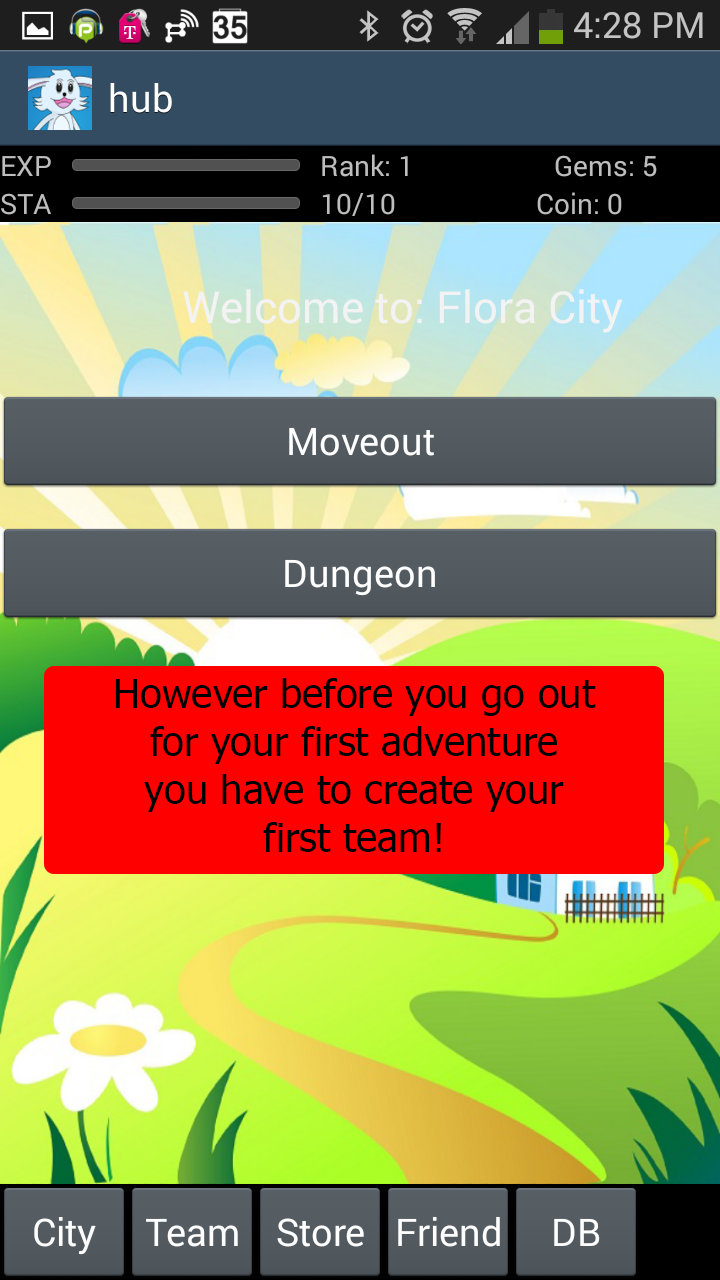 35 4:28 PM
hub
EXP Rank: 1 Gems: 5
STA 10/10 Coin: 0
Welcome to: Flora City
Moveout
Dungeon
However before you go out
for your first adventure
you have to create your
first team!
City Team Store Friend DB